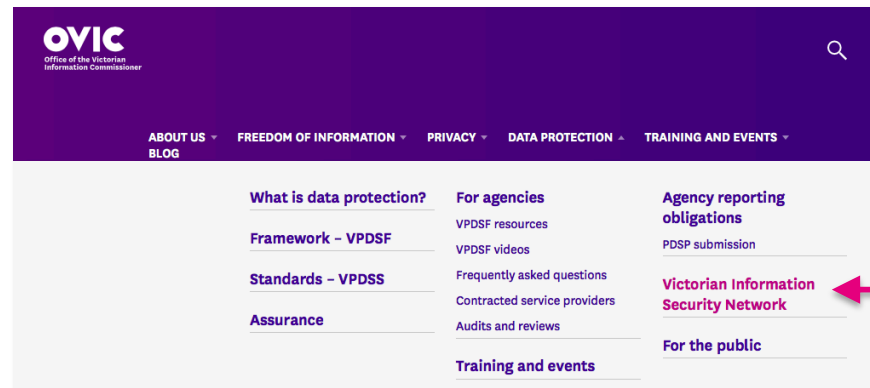 OVIC
Office of the Victorian
Information Commissioner
ABOUT US
FREEDOM OF INFORMATION
PRIVACY
DATA PROTECTION
TRAINING AND EVENTS
BLOG
What is data protection?
Framework – VPDSF
Standards – VPDSS
Assurance
For agencies
VPDSF resources
VPDSF videos
Frequently asked questions
Contracted service providers
Audits and reviews
Training and events
Agency reporting
obligations
PDSP submission
Victorian Information
Security Network
For the public